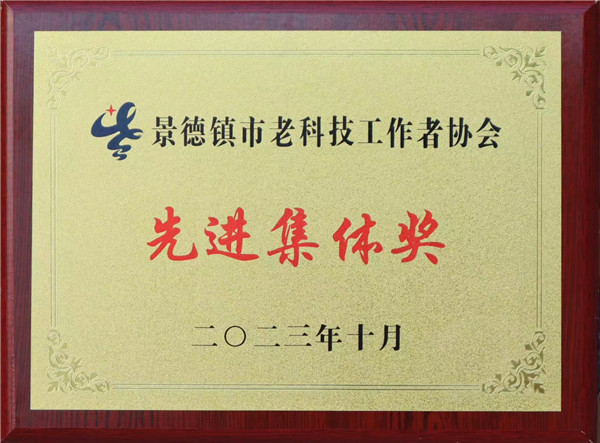 景德镇市老科技工作者协会
先进集体奖
二〇二三年十月